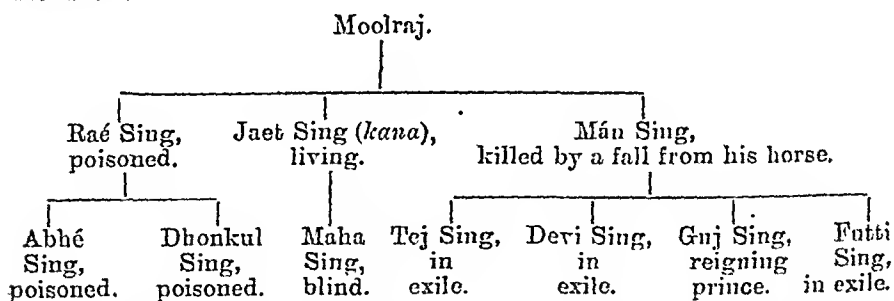 Moolraj.
Raé Sing, Jaet Sing (kana), Mán Sing,
poisoned. living. killed by a fall from his horse.
Abhé Dhonkul Maha Tej Sing, Devi Sing, Guj Sing, Futti
Sing, Sing, Sing, in in reigning Sing,
poisoned. poisoned. blind. exile. exile. prince. in exile.